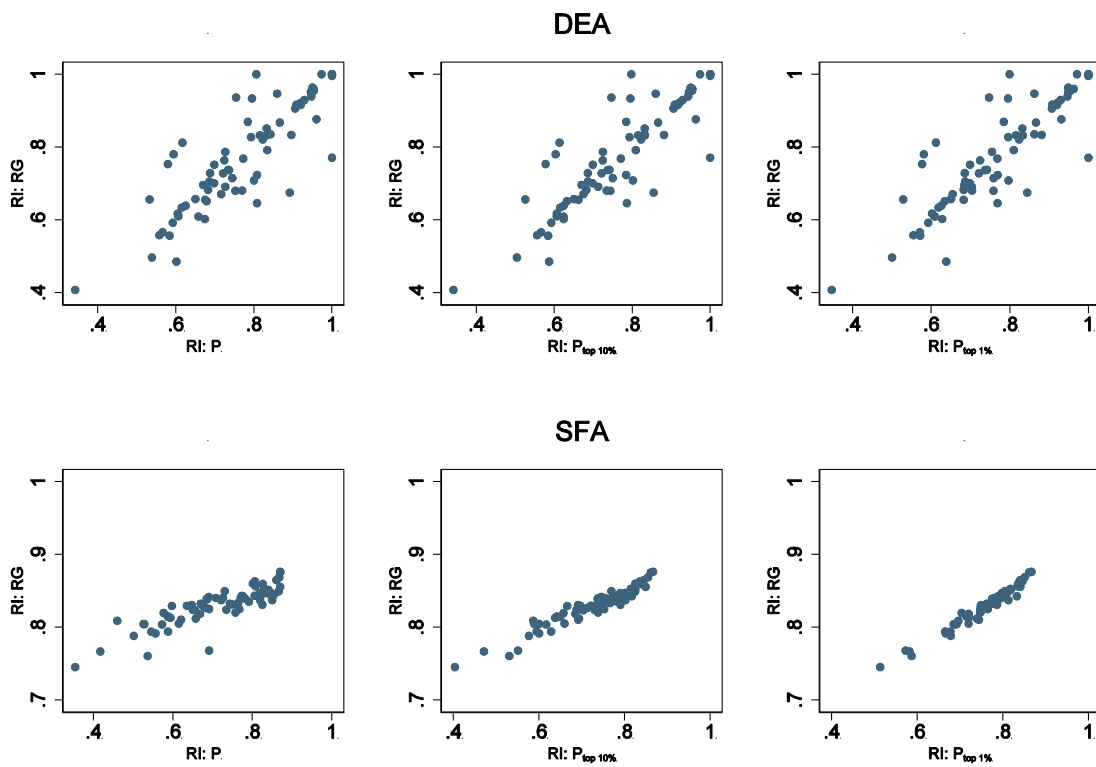 DEA
1
.8
.6
.4
RI: RG
.4 .6 .8 1
RI: P
1
.8
.6
.4
RI: RG
.4 .6 .8 1
RI: Ptop 10%
1
.8
.6
.4
RI: RG
.4 .6 .8 1
RI: Ptop 1%
SFA
1
.9
.8
.7
RI: RG
.4 .6 .8 1
RI: P
1
.9
.8
.7
RI: RG
.4 .6 .8 1
RI: Ptop 10%
1
.9
.8
.7
RI: RG
.4 .6 .8 1
RI: Ptop 1%